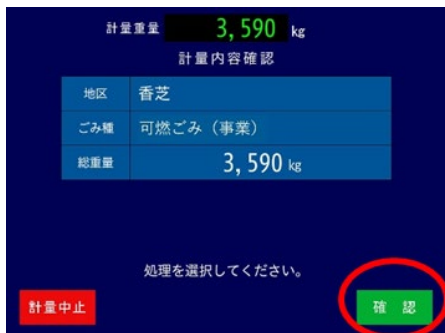 計量重量 3,590 kg
計量内容確認
地区 香芝
ごみ種 可燃ごみ（事業）
総重量 3,590 kg
処理を選択してください。
計量中止 確 認